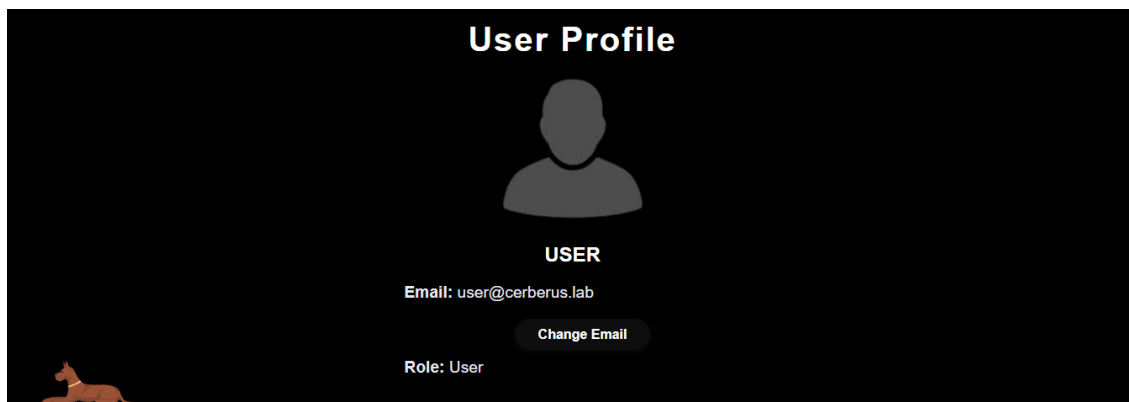 User Profile
USER
Email: user@cerberus.lab
Change Email
Role: User